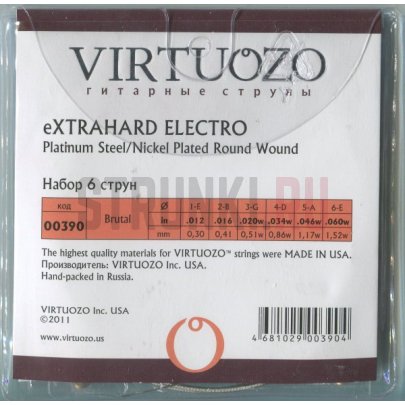 VIRTUOZO
гитарные струны
eXTRAHARD ELECTRO
Platinum Steel/Nickel Plated Round Wound
Набор 6 струн
код Ø 1-E 2-B 3-G 4-D 5-A 6-E
00390 Brutal in .012 .016 .020w .034w .046w .060w
mm 0,30 0,41 0,51w 0,86w 1,17w 1,52w
STRUNKI.RU
The highest quality materials for VIRTUOZO™ strings were MADE IN USA.
Производитель: VIRTUOZO Inc. USA.
Hand-packed in Russia.
VIRTUOZO Inc. USA
©2011
www.virtuozo.us
4 681029 003904